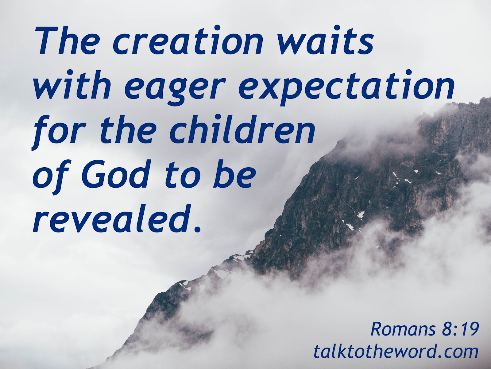 The creation waits
with eager expectation
for the children
of God to be
revealed.
Romans 8:19
talktotheword.com